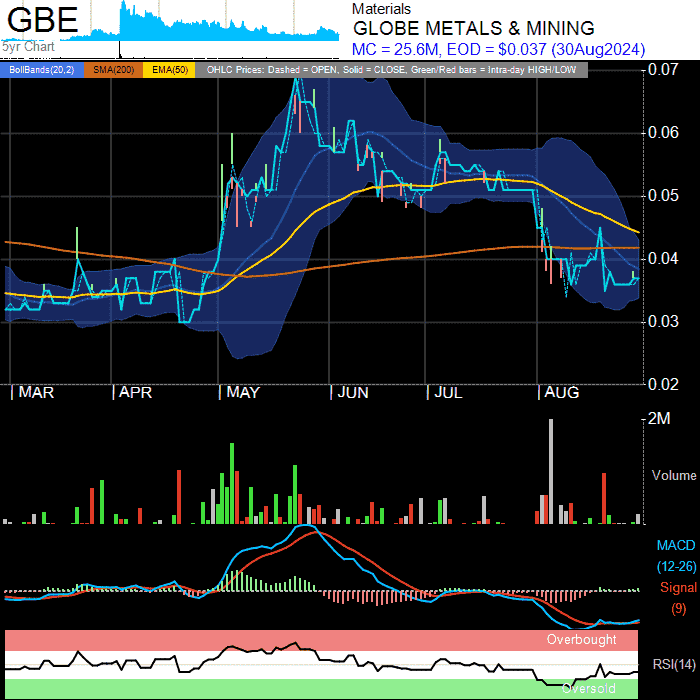 GBE
5yr Chart
Materials
GLOBE METALS & MINING
MC = 25.6M, EOD = $0.037 (30Aug2024)
BollBands(20,2) SMA(200) EMA(50) OHLC Prices: Dashed = OPEN, Solid = CLOSE, Green/Red bars = Intra-day HIGH/LOW
0.07
0.06
0.05
0.04
0.03
0.02
MAR APR MAY JUN JUL AUG
2M
Volume
MACD
(12-26)
Signal
(9)
Overbought
RSI(14)
Oversold